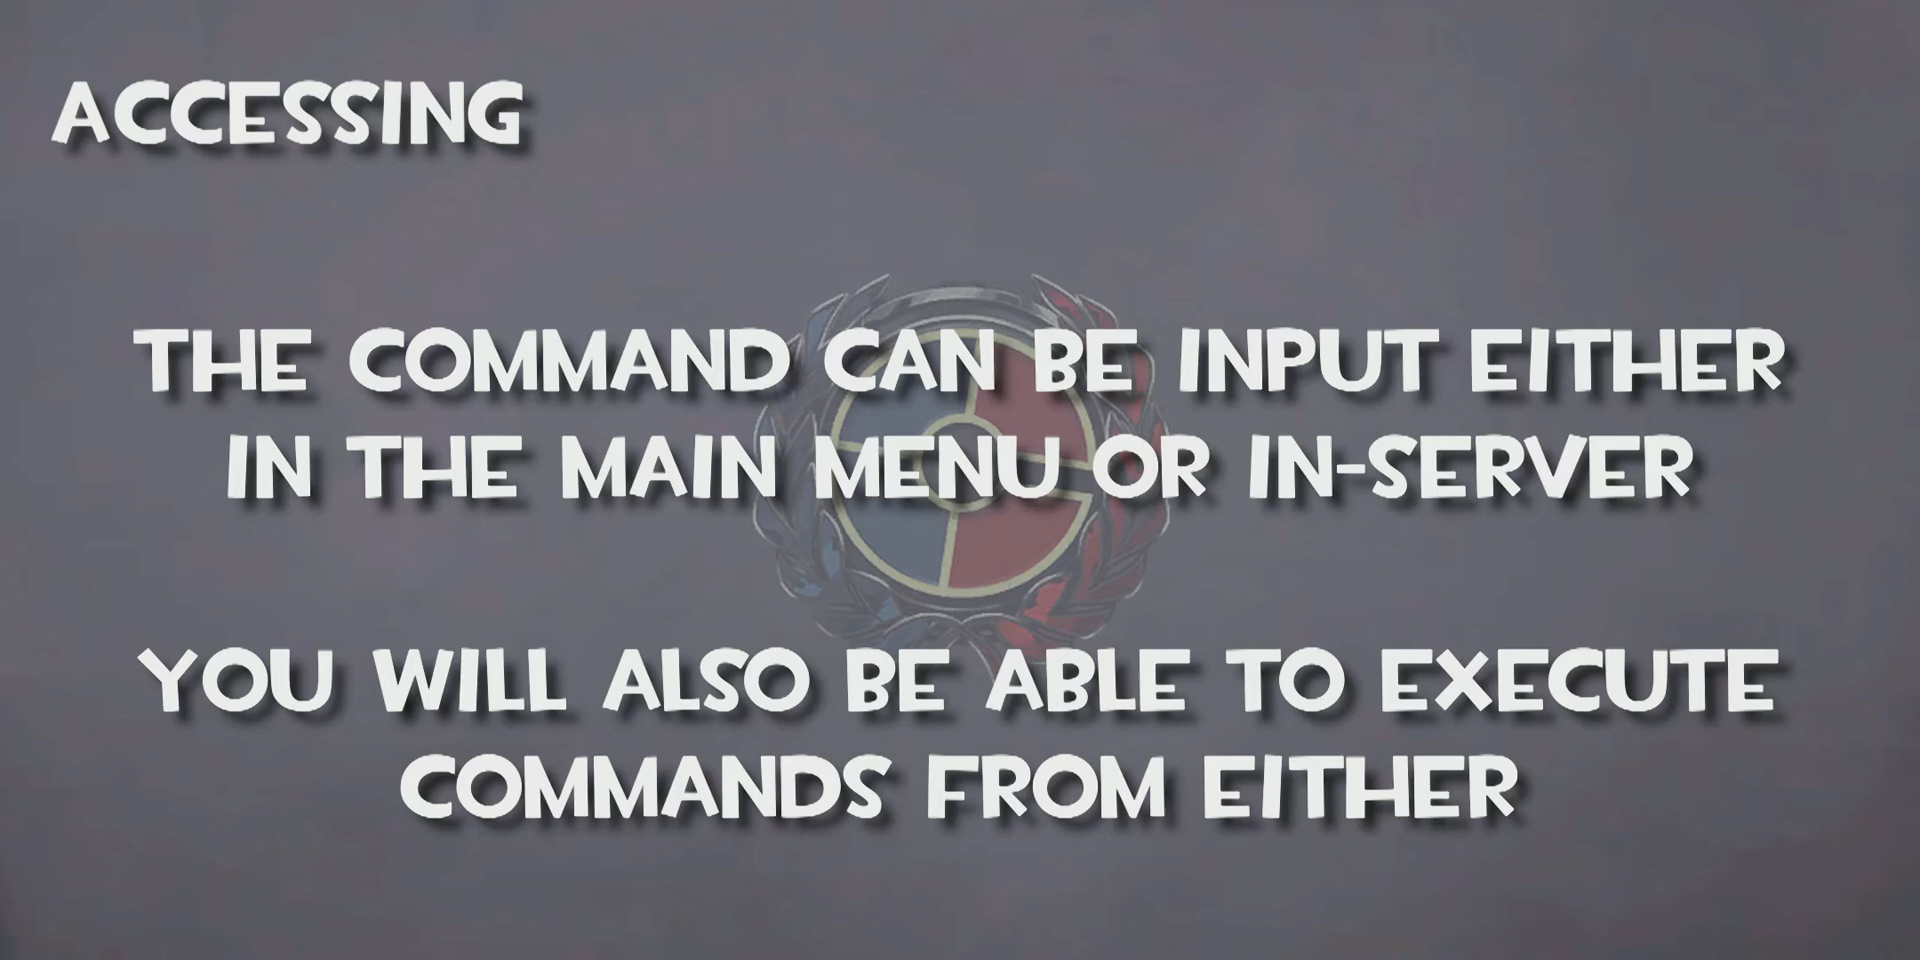 ACCESSING
THE COMMAND CAN BE INPUT EITHER
IN THE MAIN MENU OR IN-SERVER
YOU WILL ALSO BE ABLE TO EXECUTE
COMMANDS FROM EITHER